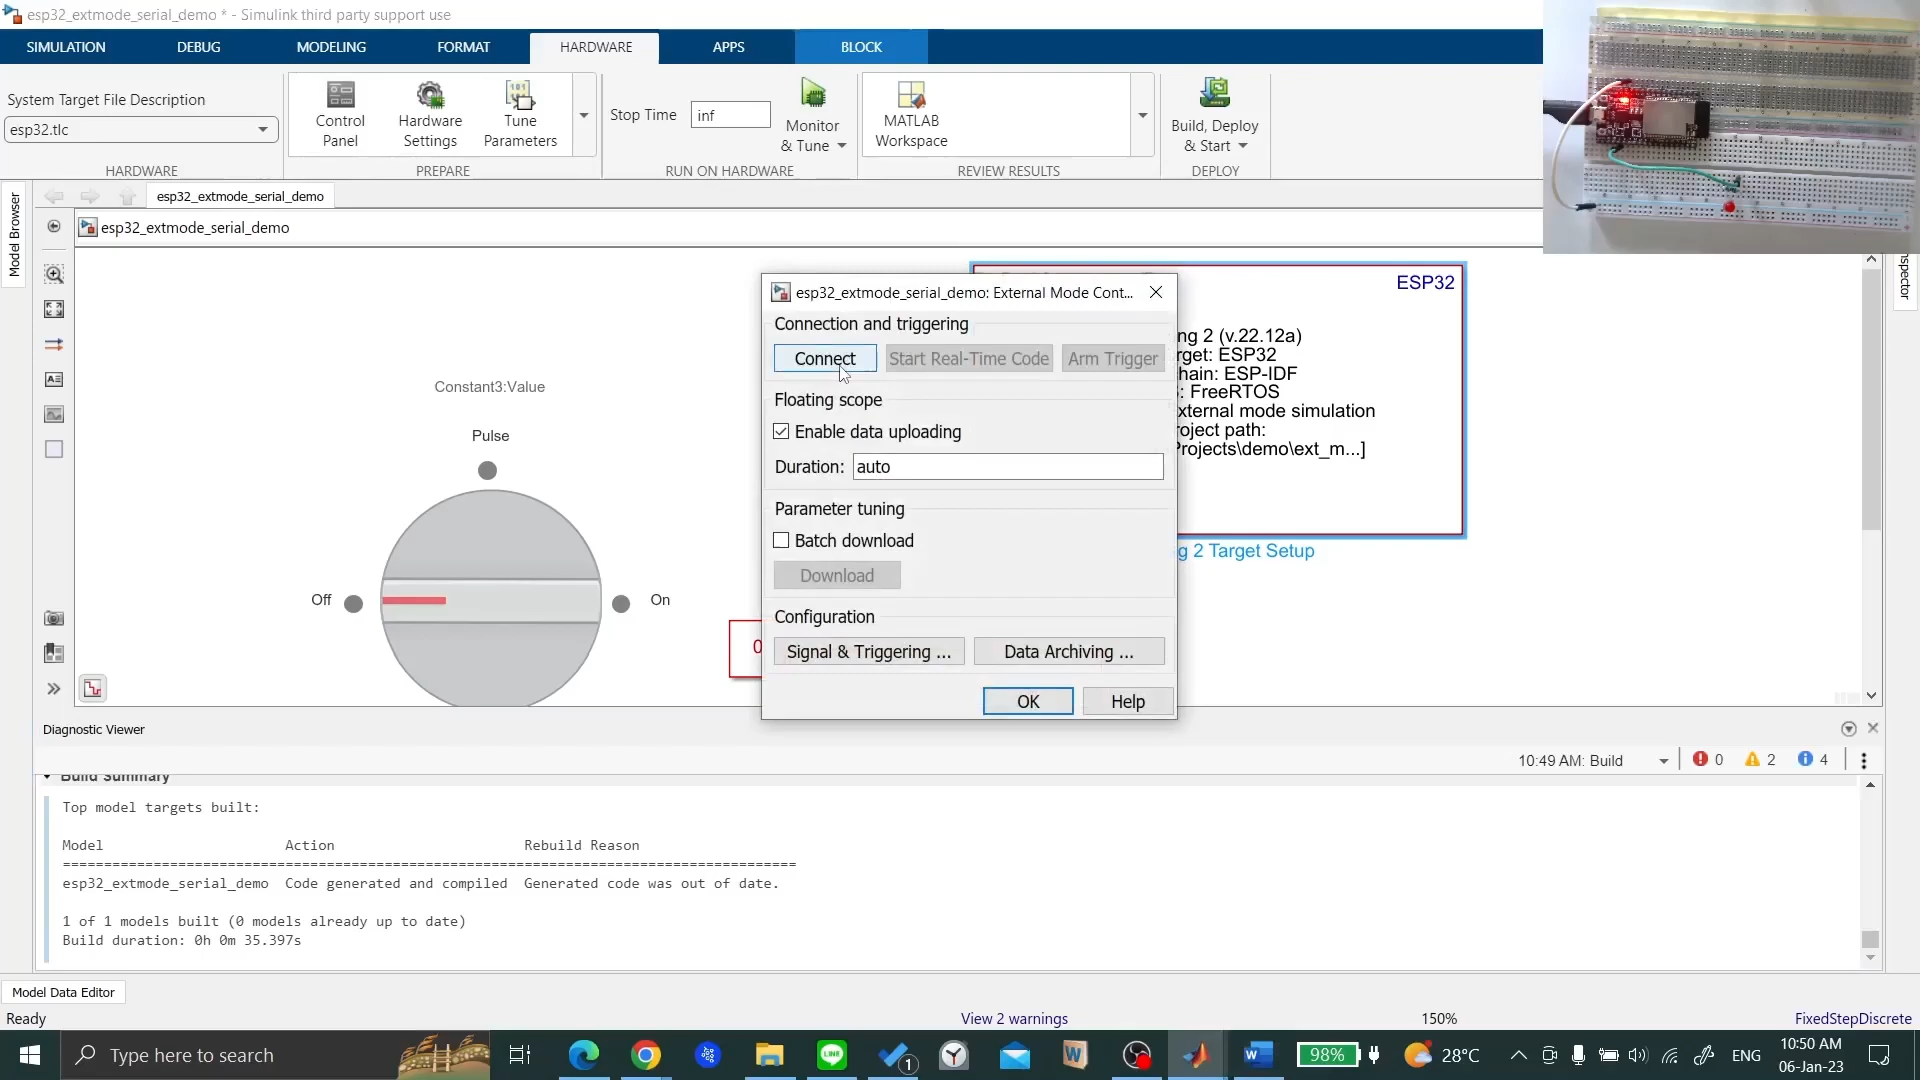 esp32_extmode_serial_demo * - Simulink third party support use
SIMULATION
DEBUG
MODELING
FORMAT
HARDWARE
APPS
BLOCK
System Target File Description
esp32.tlc
HARDWARE
Control
Panel
Hardware
Settings
Tune
Parameters
PREPARE
Stop Time
inf
Monitor
& Tune
RUN ON HARDWARE
MATLAB
Workspace
REVIEW RESULTS
Build, Deploy
& Start
DEPLOY
Model Browser
esp32_extmode_serial_demo
esp32_extmode_serial_demo
nspector
Constant3:Value
Pulse
Off
On
0
ESP32
ng 2 (v.22.12a)
rget: ESP32
hain: ESP-IDF
: FreeRTOS
xternal mode simulation
roject path:
Projects\demo\ext_m...]
g 2 Target Setup
esp32_extmode_serial_demo: External Mode Cont...
Connection and triggering
Connect
Start Real-Time Code
Arm Trigger
Floating scope
Enable data uploading
Duration:
auto
Parameter tuning
Batch download
Download
Configuration
Signal & Triggering ...
Data Archiving ...
OK
Help
Diagnostic Viewer
10:49 AM: Build
0
2
4
Build Summary
Top model targets built:
Model Action Rebuild Reason
================================================================================
esp32_extmode_serial_demo Code generated and compiled Generated code was out of date.
1 of 1 models built (0 models already up to date)
Build duration: 0h 0m 35.397s
Model Data Editor
Ready
View 2 warnings
150%
FixedStepDiscrete
Type here to search
LINE
1
98%
28°C
ENG
10:50 AM
06-Jan-23